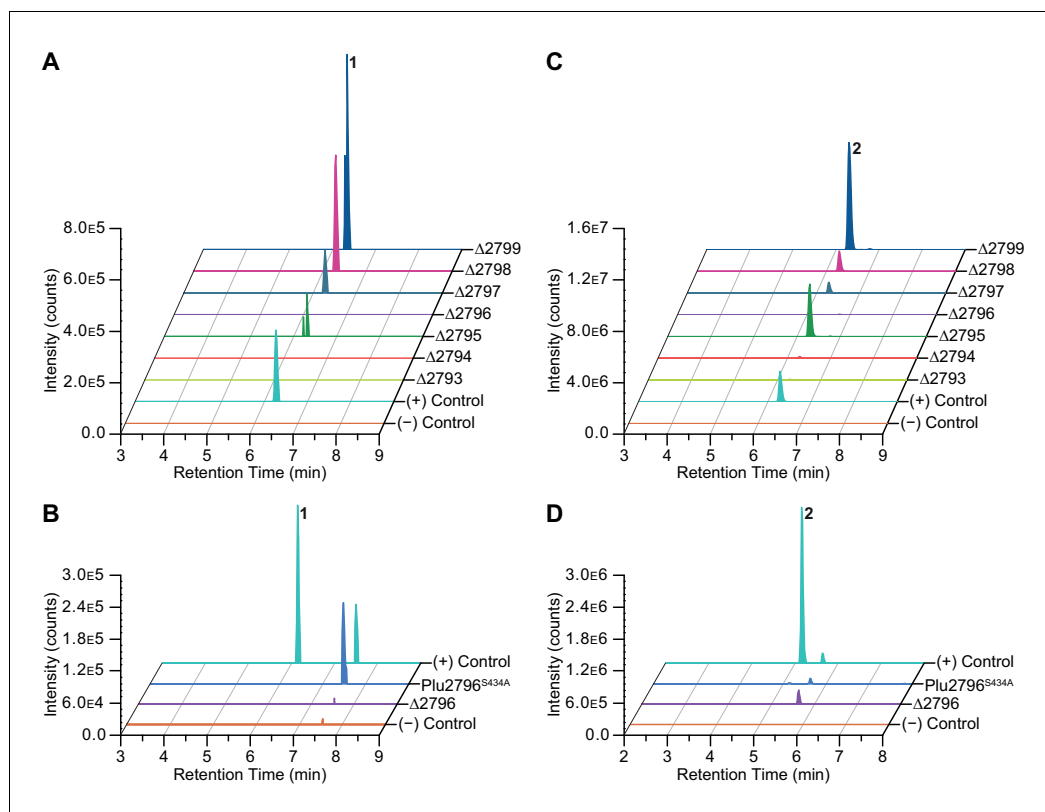 A
1
8.0E5
6.0E5
4.0E5
2.0E5
0.0
Intensity (counts)
Δ2799
Δ2798
Δ2797
Δ2796
Δ2795
Δ2794
Δ2793
(+) Control
(−) Control
3 4 5 6 7 8 9
Retention Time (min)
C
2
1.6E7
1.2E7
8.0E6
4.0E6
0.0
Intensity (counts)
Δ2799
Δ2798
Δ2797
Δ2796
Δ2795
Δ2794
Δ2793
(+) Control
(−) Control
3 4 5 6 7 8 9
Retention Time (min)
B
1
3.0E5
2.4E5
1.8E5
1.2E5
6.0E4
0.0
Intensity (counts)
(+) Control
Plu2796S434A
Δ2796
(−) Control
3 4 5 6 7 8 9
Retention Time (min)
D
2
3.0E6
2.4E6
1.8E6
1.2E6
6.0E5
0.0
Intensity (counts)
(+) Control
Plu2796S434A
Δ2796
(−) Control
2 3 4 5 6 7 8
Retention Time (min)